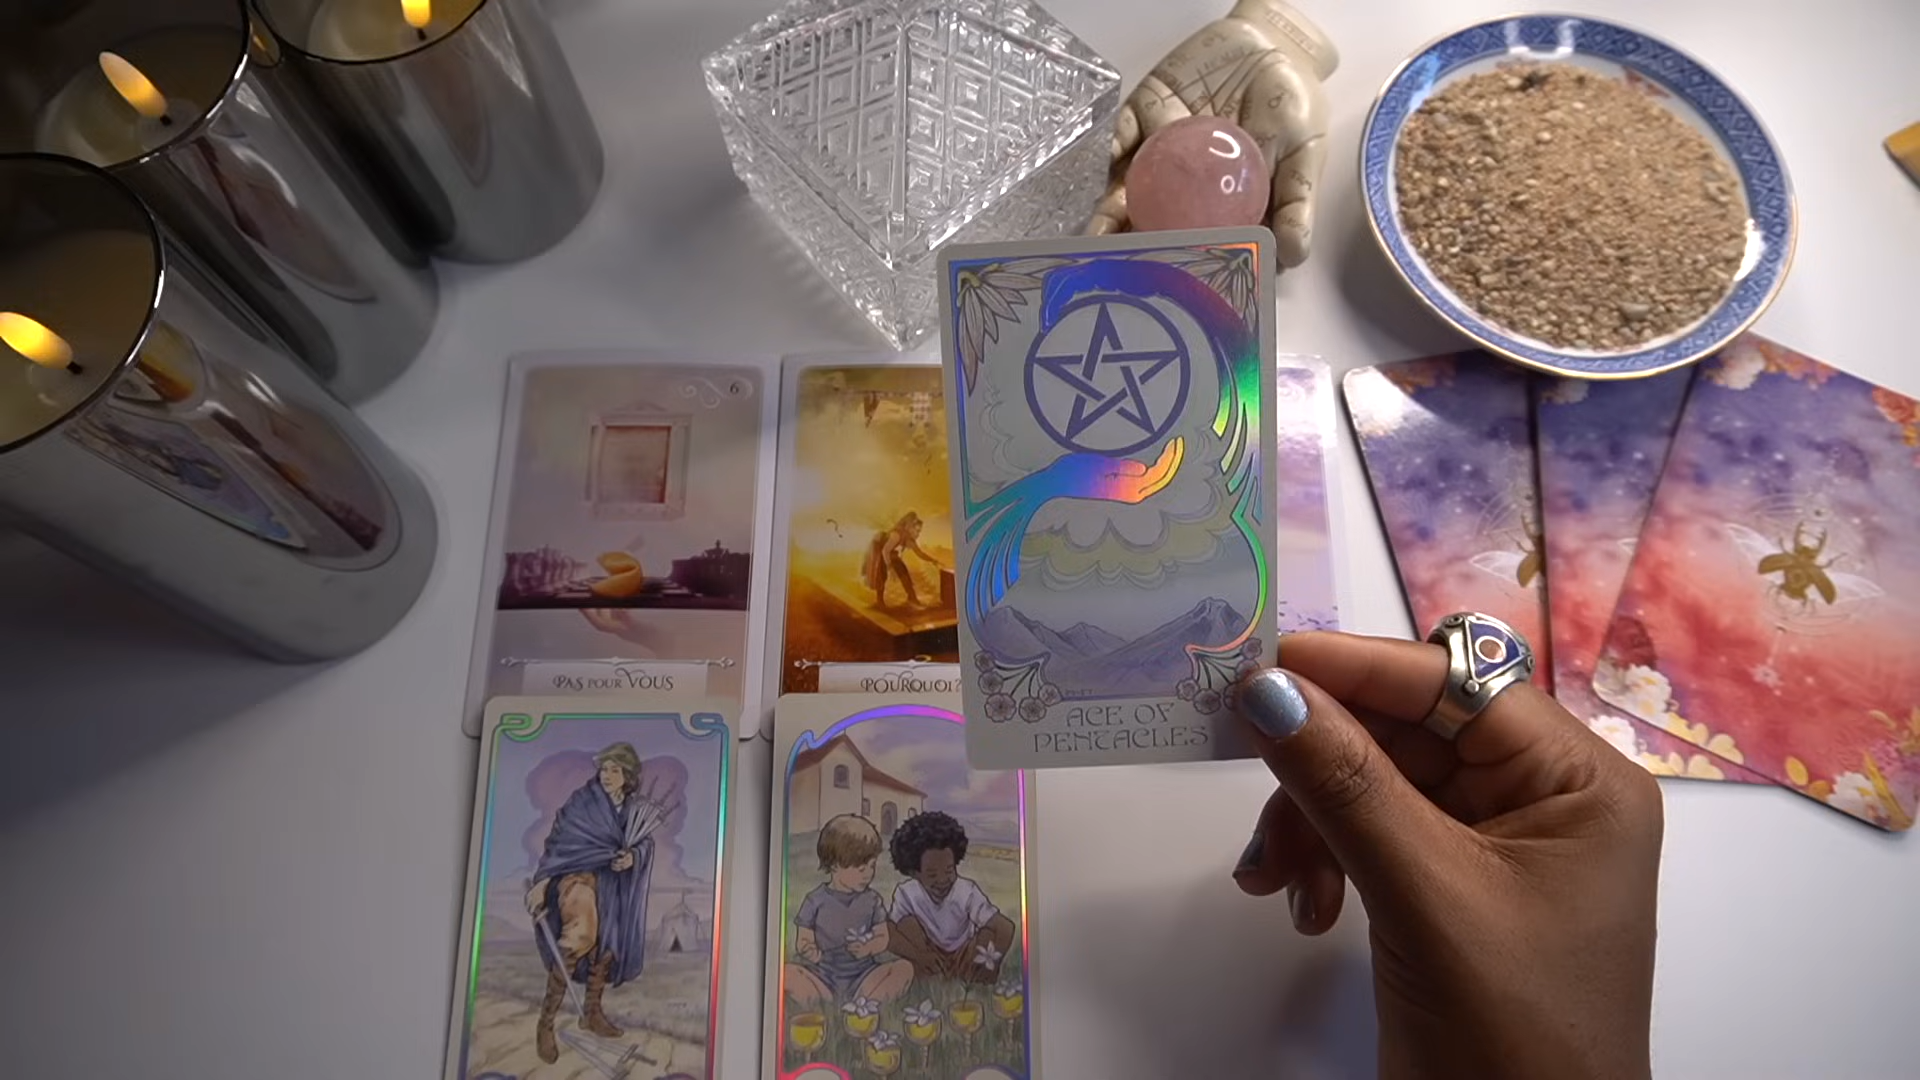 6
PAS POUR VOUS
POURQUOI?
ACE OF
PENTACLES